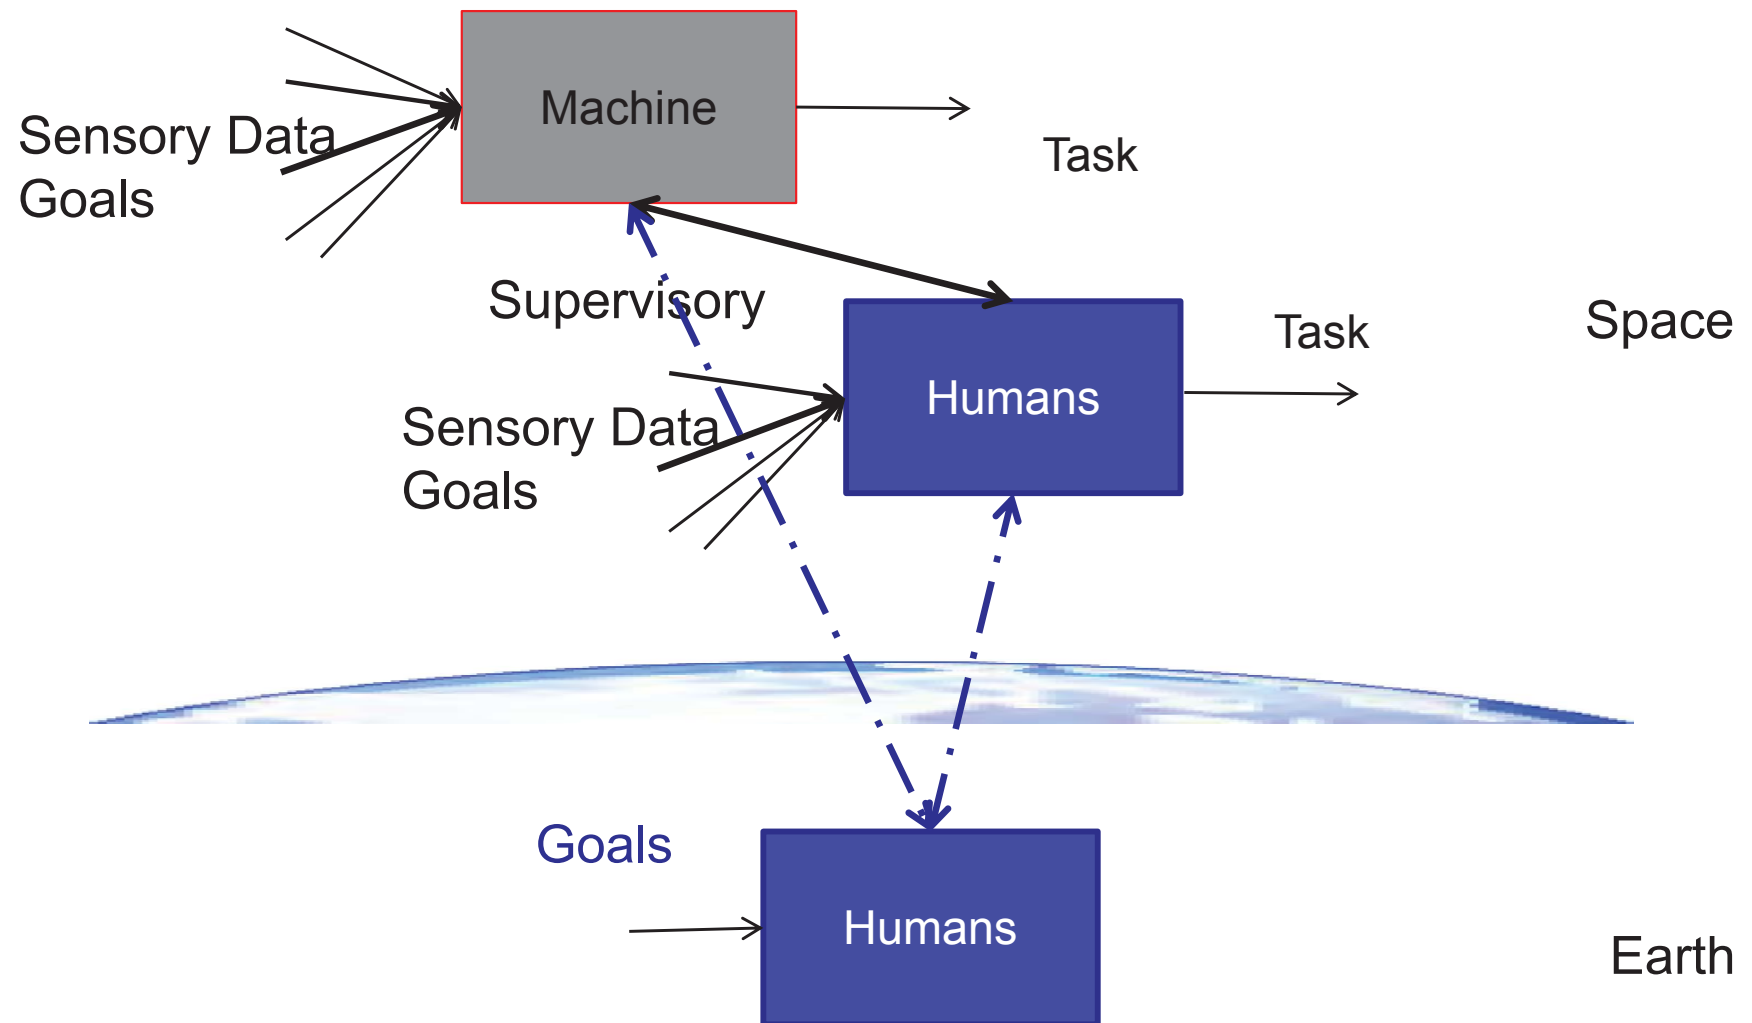 Machine
Sensory Data
Goals
Task
Supervisory
Space
Task
Humans
Sensory Data
Goals
Goals
Humans
Earth